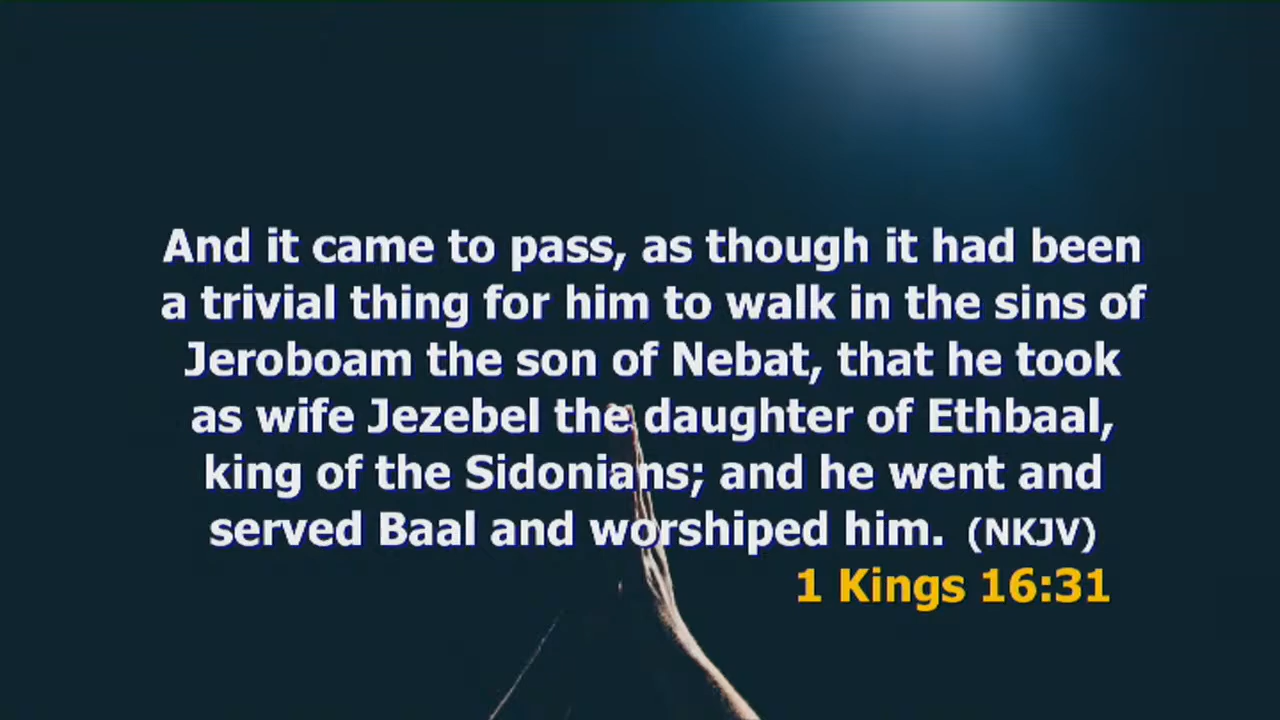 And it came to pass, as though it had been
a trivial thing for him to walk in the sins of
Jeroboam the son of Nebat, that he took
as wife Jezebel the daughter of Ethbaal,
king of the Sidonians; and he went and
served Baal and worshiped him. (NKJV)
1 Kings 16:31